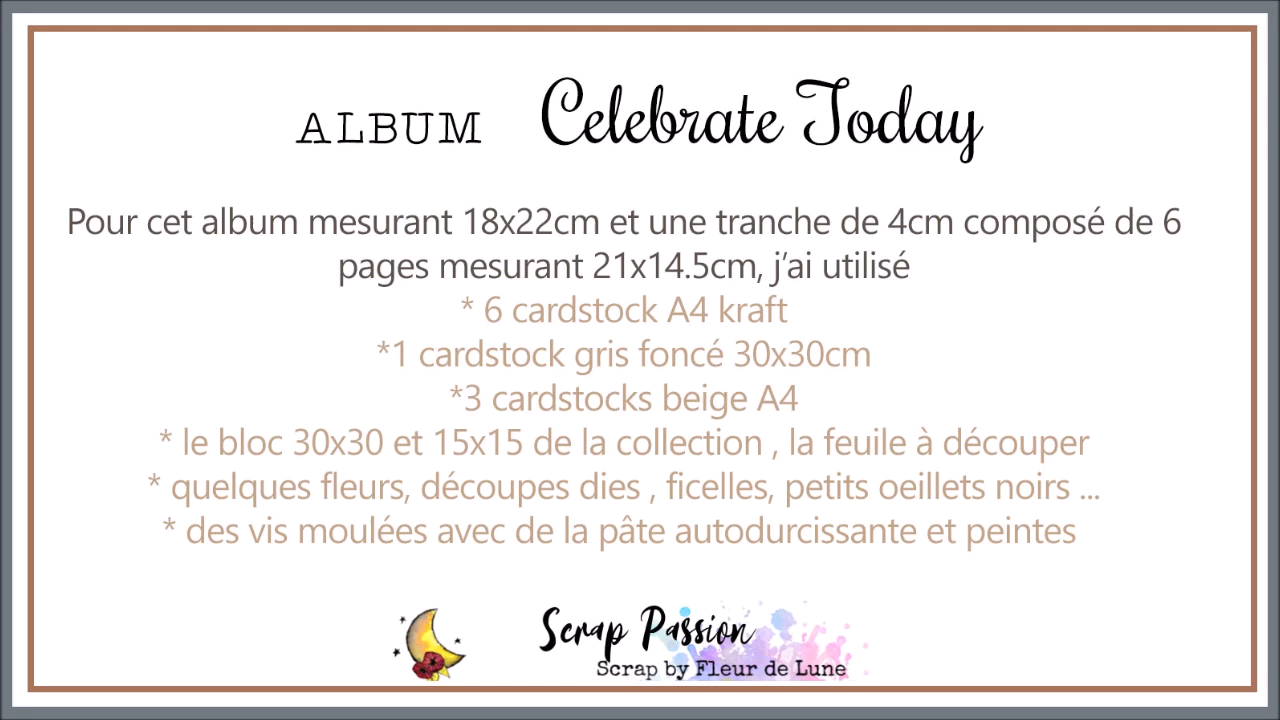 ALBUM Celebrate Today
Pour cet album mesurant 18x22cm et une tranche de 4cm composé de 6
pages mesurant 21x14.5cm, j'ai utilisé
* 6 cardstock A4 kraft
*1 cardstock gris foncé 30x30cm
*3 cardstocks beige A4
* le bloc 30x30 et 15x15 de la collection , la feuile à découper
* quelques fleurs, découpes dies , ficelles, petits oeillets noirs ...
* des vis moulées avec de la pâte autodurcissante et peintes
Scrap Passion
Scrap by Fleur de Lune